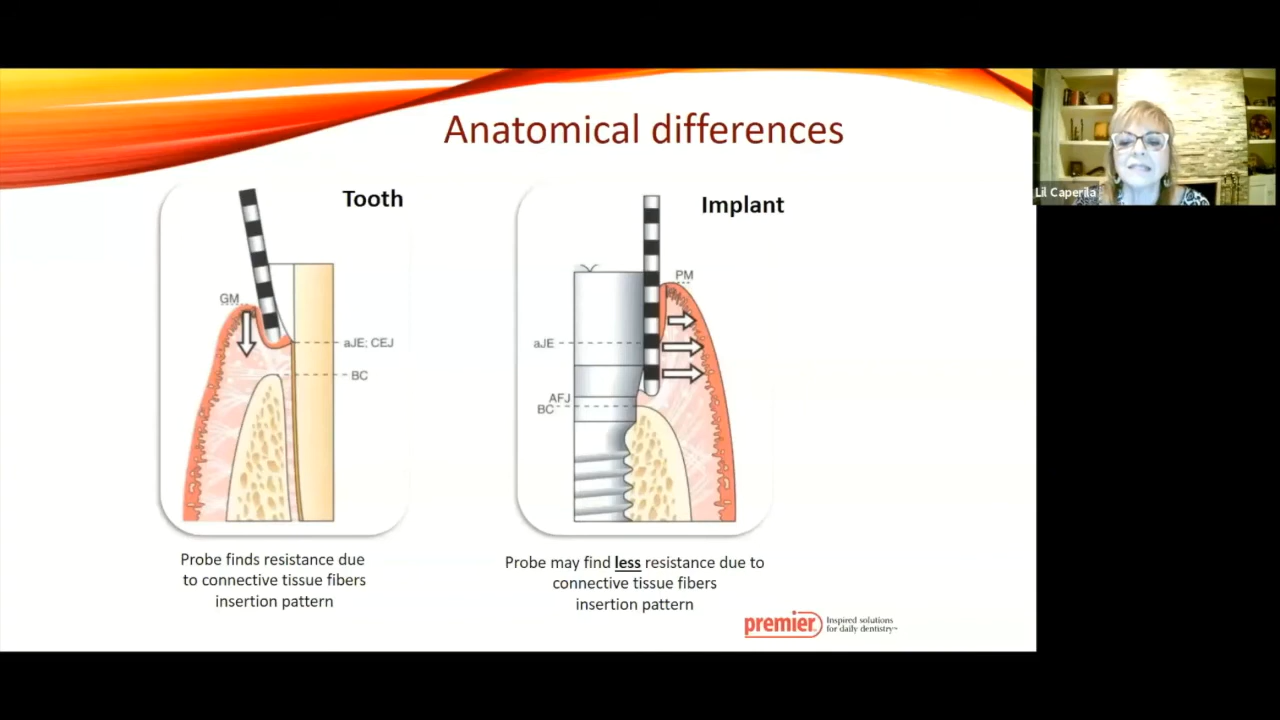 Anatomical differences
Tooth
GM
aJE; CEJ
BC
Probe finds resistance due
to connective tissue fibers
insertion pattern
Implant
PM
aJE
AFJ
BC
Probe may find less resistance due to
connective tissue fibers
insertion pattern
premier
Inspired solutions
for daily dentistry™
Lil Caperila